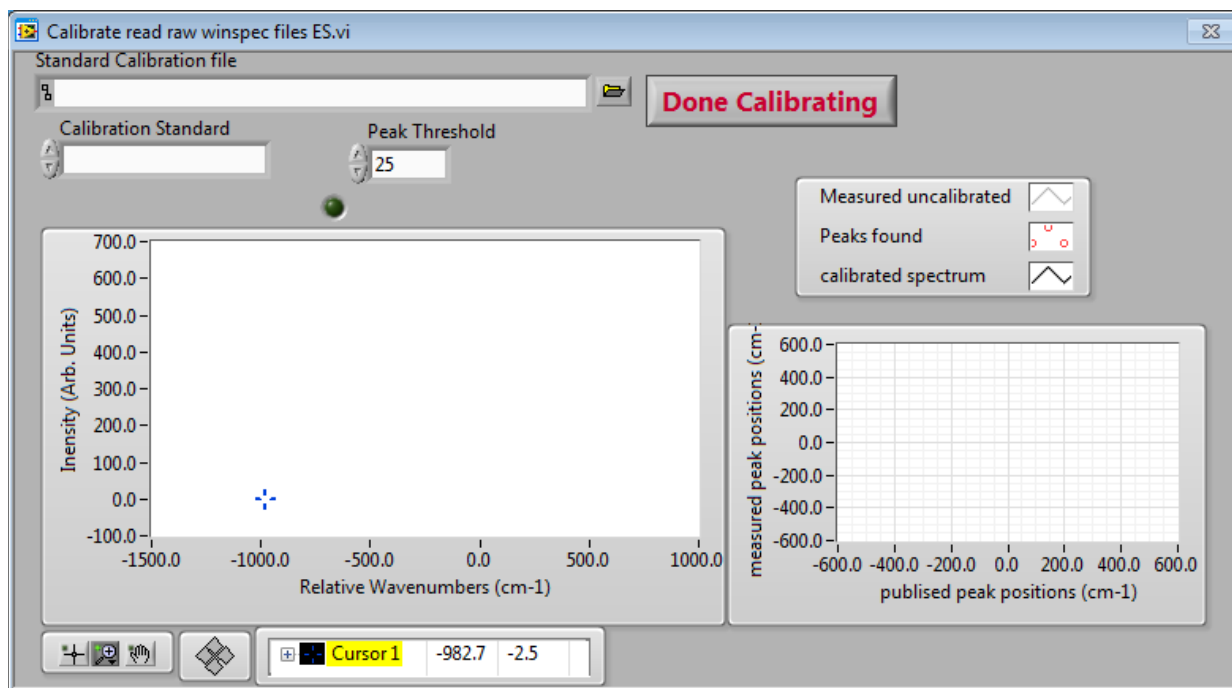 Calibrate read raw winspec files ES.vi
Standard Calibration file
Done Calibrating
Calibration Standard
Peak Threshold
25
Measured uncalibrated
Peaks found
calibrated spectrum
Inensity (Arb. Units)
700.0
600.0
500.0
400.0
300.0
200.0
100.0
0.0
-100.0
-1500.0 -1000.0 -500.0 0.0 500.0 1000.0
Relative Wavenumbers (cm-1)
measured peak positions (cm-
600.0
400.0
200.0
0.0
-200.0
-400.0
-600.0
-600.0 -400.0 -200.0 0.0 200.0 400.0 600.0
publised peak positions (cm-1)
Cursor 1 -982.7 -2.5